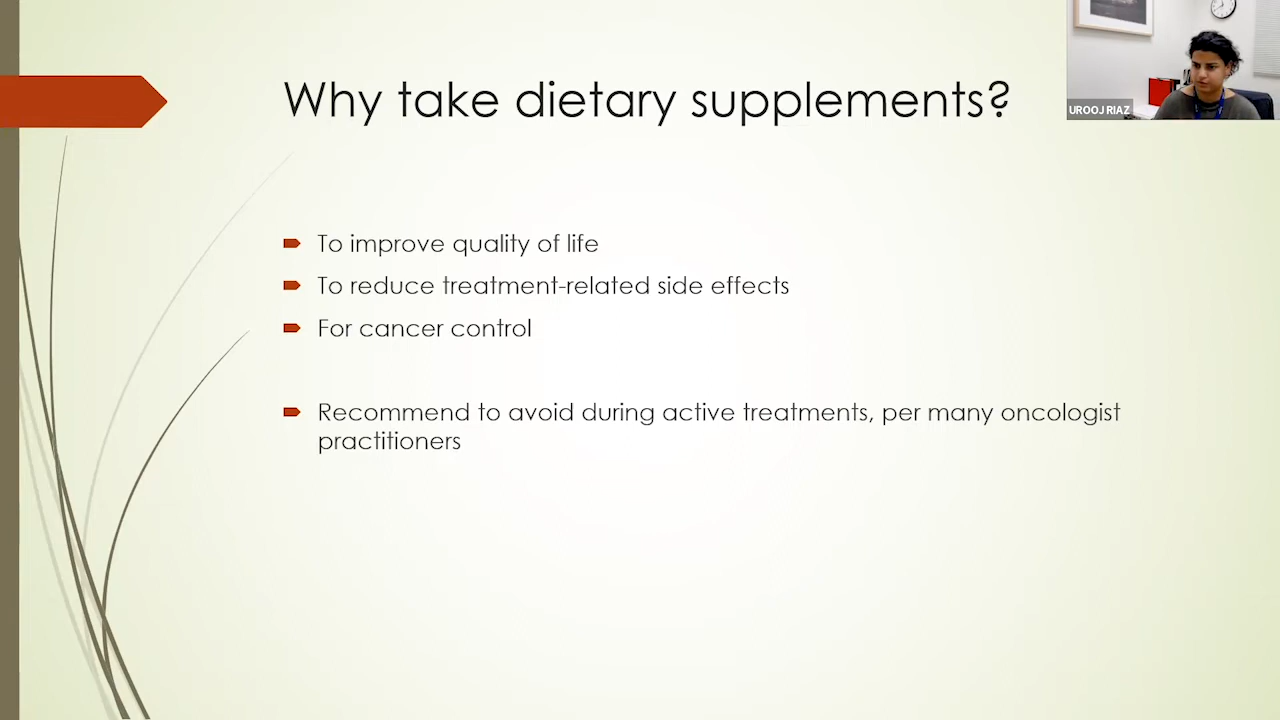 Why take dietary supplements?
UROOJ RIAZ
To improve quality of life
To reduce treatment-related side effects
For cancer control
Recommend to avoid during active treatments, per many oncologist
practitioners